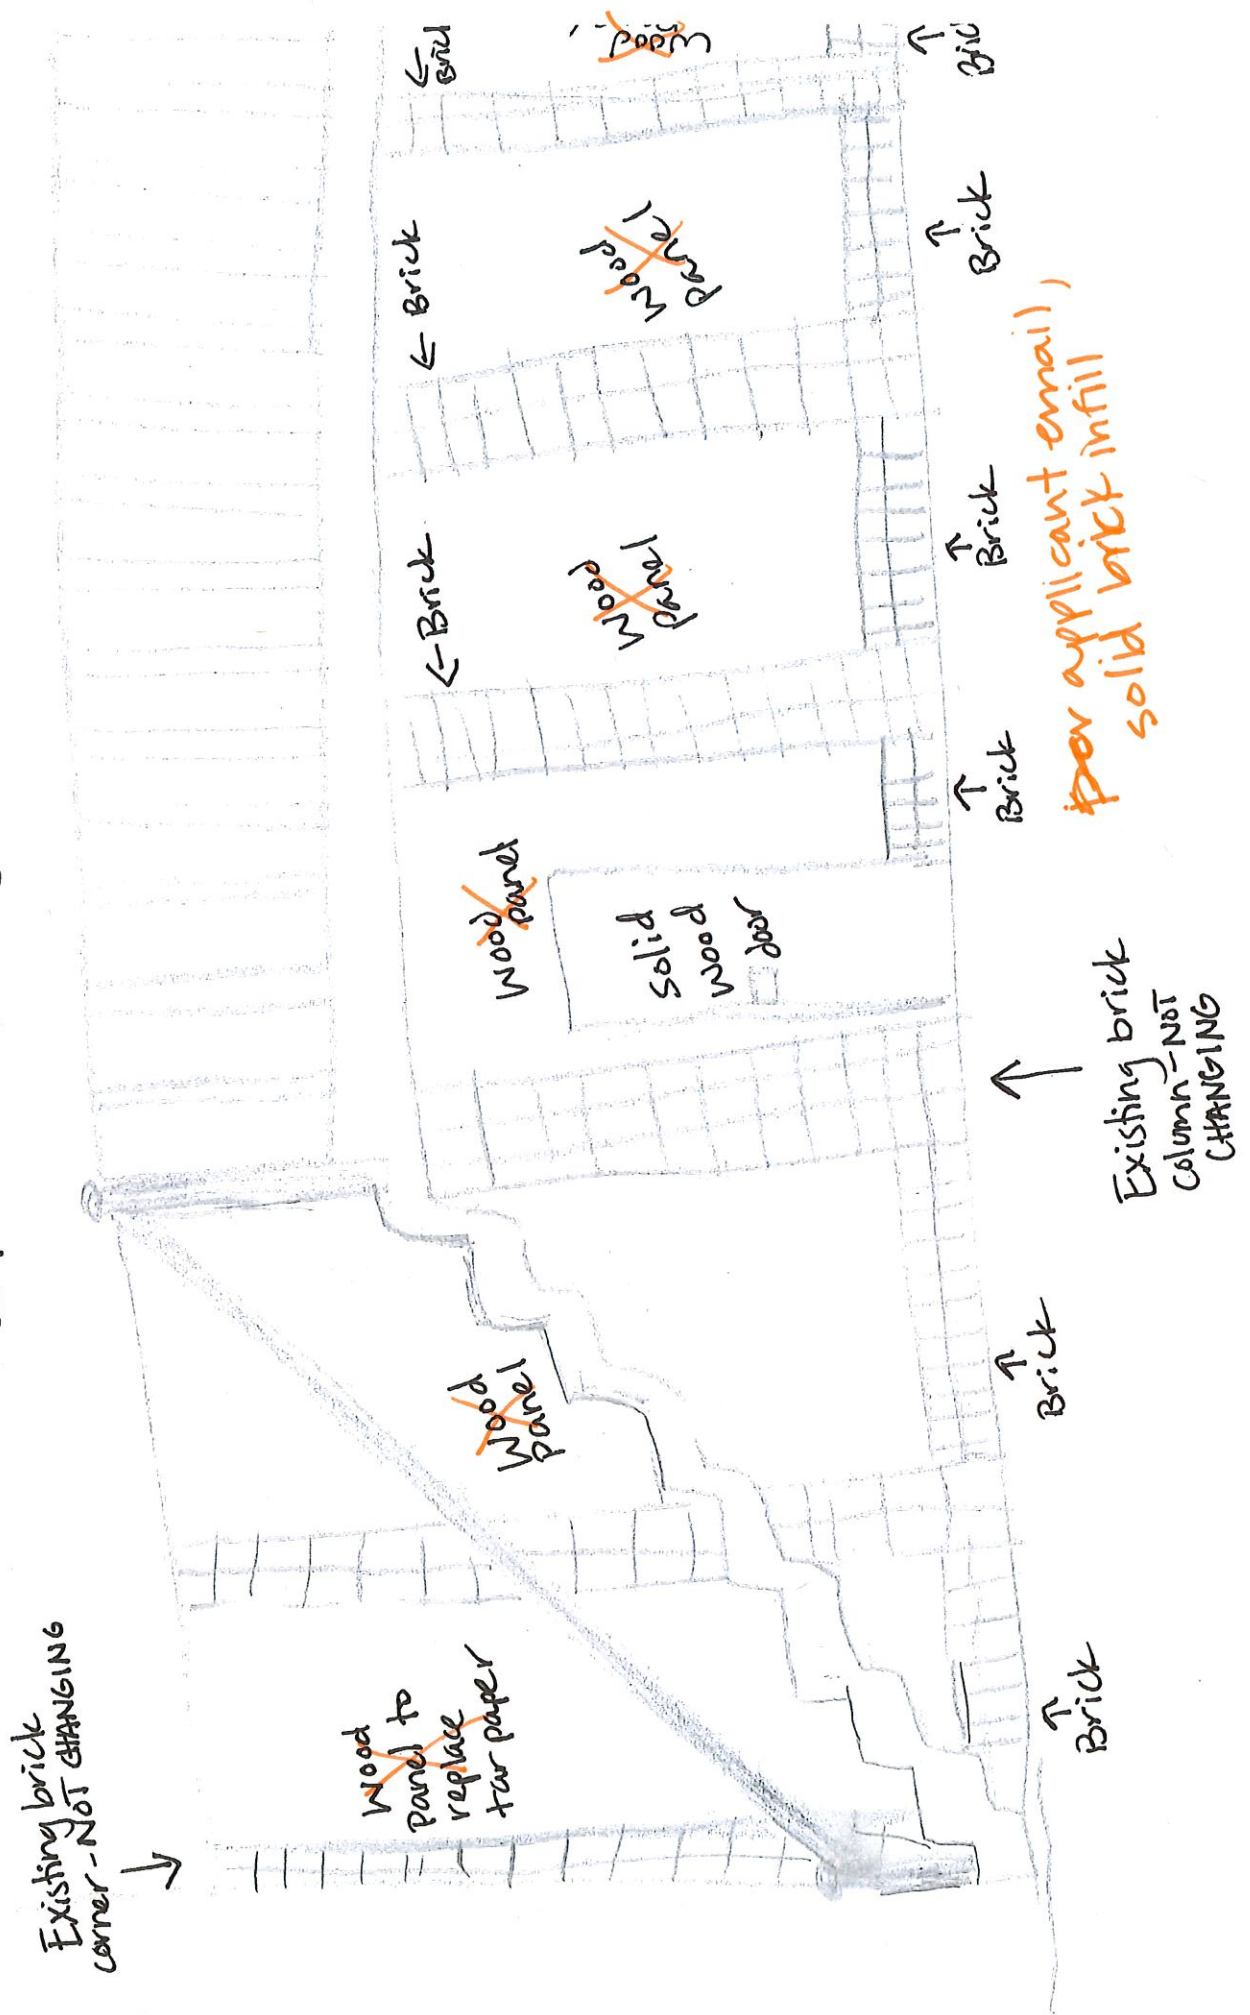 Existing brick
corner - NOT CHANGING
↓
Wood
panel to
replace
tar paper
Wood
panel
wood
panel
solid
wood
door
← Brick
Wood
panel
← Brick
Wood
panel
↑
Brick
↑
Brick
↑
Existing brick
column - NOT
CHANGING
↑
Brick
↑
Brick
↑
Brick
per applicant email,
solid brick infill